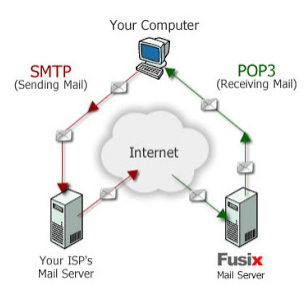 Your Computer
SMTP
(Sending Mail)
POP3
(Receiving Mail)
Internet
Your ISP's
Mail Server
Fusix
Mail Server